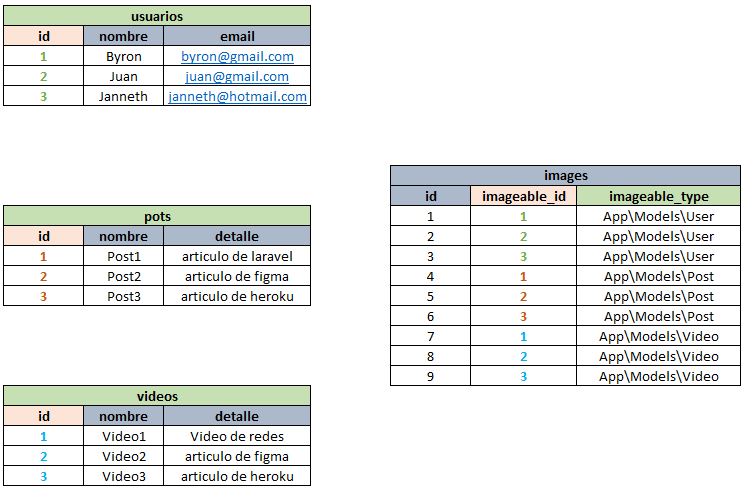 usuarios
id nombre email
1 Byron byron@gmail.com
2 Juan juan@gmail.com
3 Janneth janneth@hotmail.com
pots
id nombre detalle
1 Post1 articulo de laravel
2 Post2 articulo de figma
3 Post3 articulo de heroku
videos
id nombre detalle
1 Video1 Video de redes
2 Video2 articulo de figma
3 Video3 articulo de heroku
images
id imageable_id imageable_type
1 1 App\Models\User
2 2 App\Models\User
3 3 App\Models\User
4 1 App\Models\Post
5 2 App\Models\Post
6 3 App\Models\Post
7 1 App\Models\Video
8 2 App\Models\Video
9 3 App\Models\Video